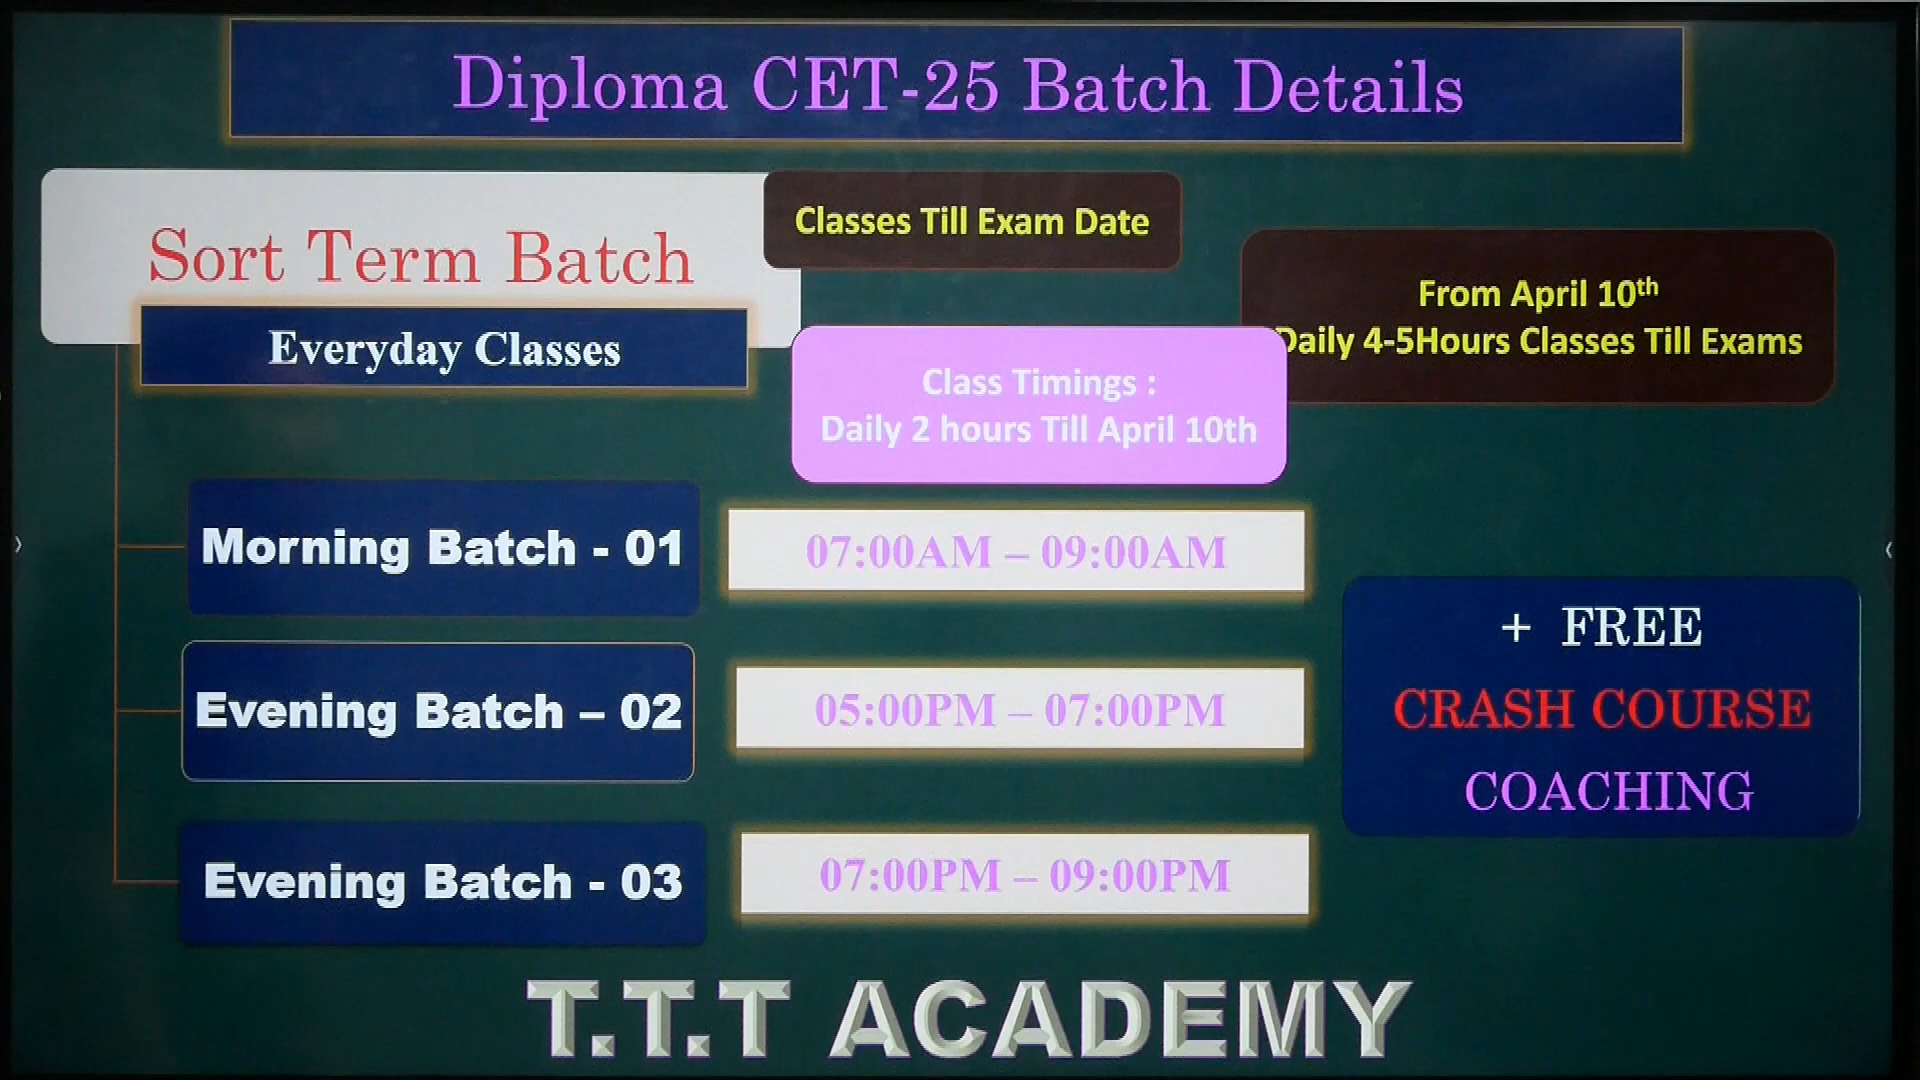 Diploma CET-25 Batch Details
Sort Term Batch
Classes Till Exam Date
Everyday Classes
From April 10th
Daily 4-5Hours Classes Till Exams
Class Timings :
Daily 2 hours Till April 10th
Morning Batch - 01
07:00AM – 09:00AM
Evening Batch – 02
05:00PM – 07:00PM
Evening Batch - 03
07:00PM – 09:00PM
+ FREE
CRASH COURSE
COACHING
T.T.T ACADEMY